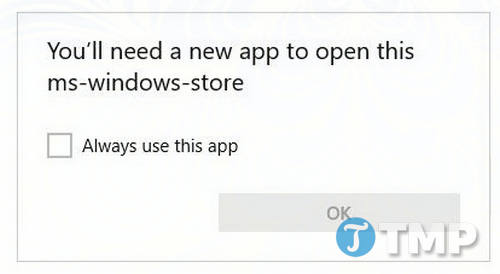 You’ll need a new app to open this
ms-windows-store
Always use this app
OK
TMP